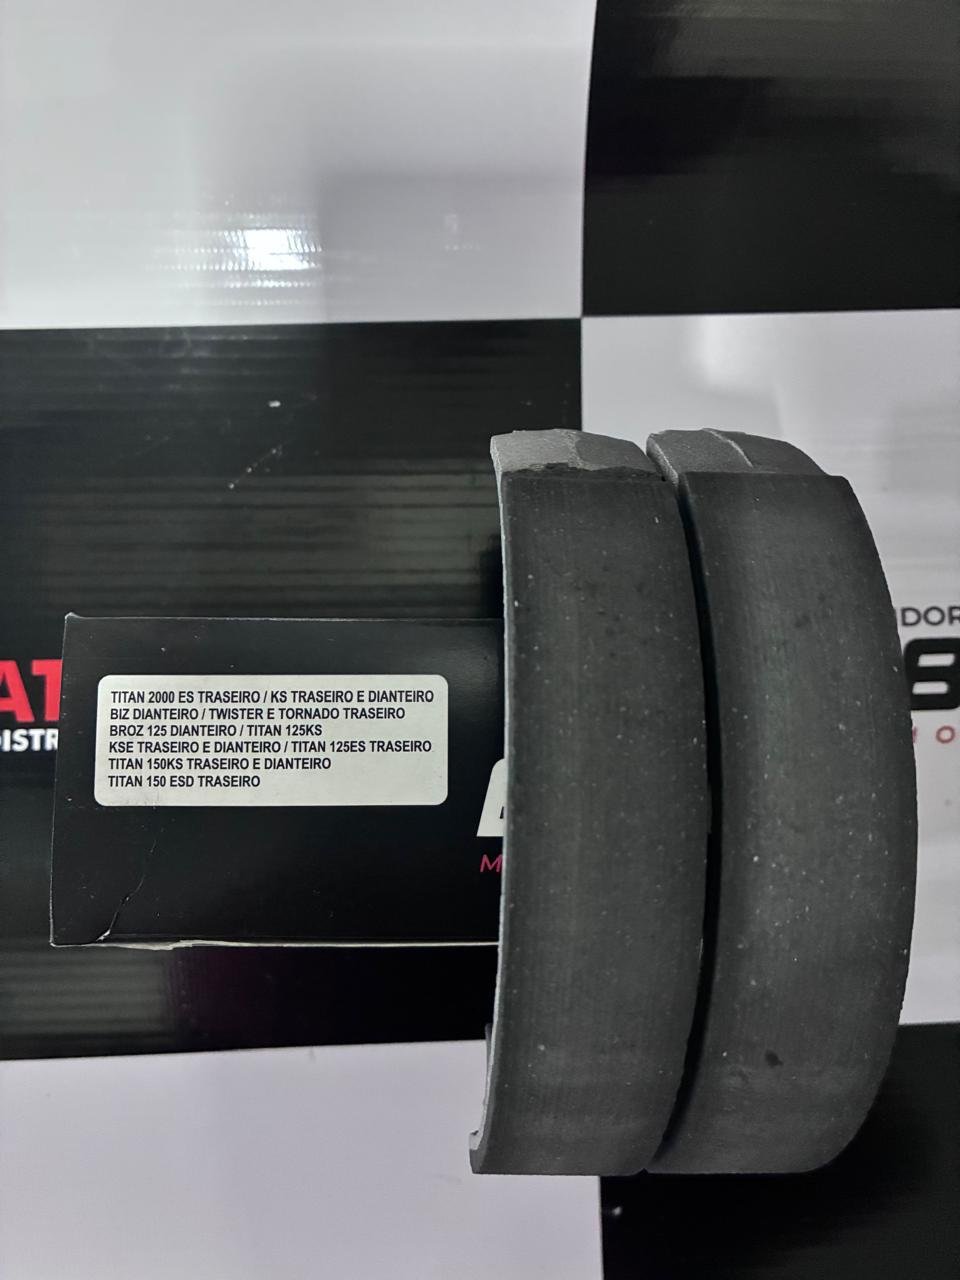 TITAN 2000 ES TRASEIRO / KS TRASEIRO E DIANTEIRO
BIZ DIANTEIRO / TWISTER E TORNADO TRASEIRO
BROZ 125 DIANTEIRO / TITAN 125KS
KSE TRASEIRO E DIANTEIRO / TITAN 125ES TRASEIRO
TITAN 150KS TRASEIRO E DIANTEIRO
TITAN 150 ESD TRASEIRO